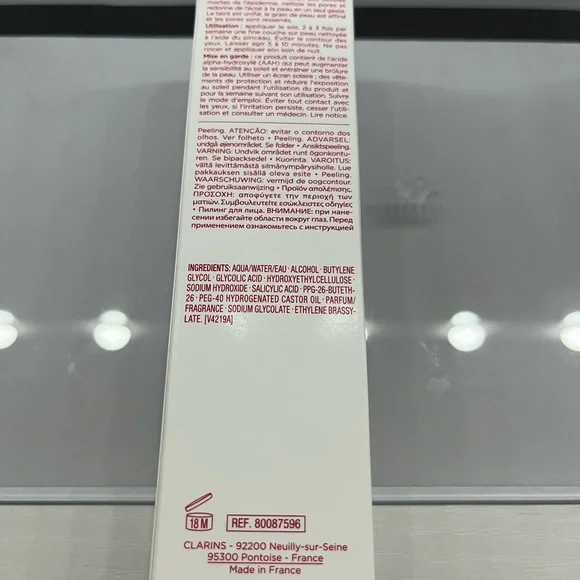 mortes de l'épiderme, nettoie les pores et
redonne de l'éclat à la peau en un seul geste.
Le teint est unifié, le grain de peau est affiné
et les pores sont resserrés.
Utilisation : appliquer le soir, 2 à 3 fois par
semaine une fine couche sur peau nettoyée
à l'aide du pinceau. Éviter le contour des
yeux. Laisser agir 5 à 10 minutes. Ne pas
rincer et appliquer son soin de nuit.
Mise en garde : ce produit contient de l'acide
alpha-hydroxylé (AAH) qui peut augmenter
la sensibilité au soleil et entraîner une brûlure
de la peau. Utiliser un écran solaire ; des vête-
ments de protection et réduire l'exposition
au soleil pendant l'utilisation du produit et
pour la semaine suivant son utilisation. Suivre
le mode d'emploi. Éviter tout contact avec
les yeux, si irritation persiste, cesser l'utili-
sation et consulter un médecin. Lire notice.
Peeling. ATENÇÃO: evitar o contorno dos
olhos. Ver folheto • Peeling. ADVARSEL:
undgå øjenområdet. Se folder • Ansiktspeeling.
VARNING: Undvik området runt ögonkontu-
ren. Se bipacksedel • Kuorinta. VAROITUS:
vältä levittämästä silmänympärysiholle. Lue
pakkauksen sisällä oleva esite • Peeling.
WAARSCHUWING: vermijd de oogcontour.
Zie gebruiksaanwijzing • Προϊόν απολέπισης.
ΠΡΟΣΟΧΗ: αποφύγετε την περιοχή των
ματιών. Συμβουλευτείτε εσώκλειστες οδηγίες
• Пилинг для лица. ВНИМАНИЕ: при нане-
сении избегайте области вокруг глаз. Перед
применением ознакомьтесь с инструкцией
INGREDIENTS: AQUA/WATER/EAU · ALCOHOL · BUTYLENE
GLYCOL · GLYCOLIC ACID · HYDROXYETHYLCELLULOSE ·
SODIUM HYDROXIDE · SALICYLIC ACID · PPG-26-BUTETH-
26 · PEG-40 HYDROGENATED CASTOR OIL · PARFUM/
FRAGRANCE · SODIUM GLYCOLATE · ETHYLENE BRASSY-
LATE. [V4219A]
18 M
REF. 80087596
CLARINS - 92200 Neuilly-sur-Seine
95300 Pontoise - France
Made in France